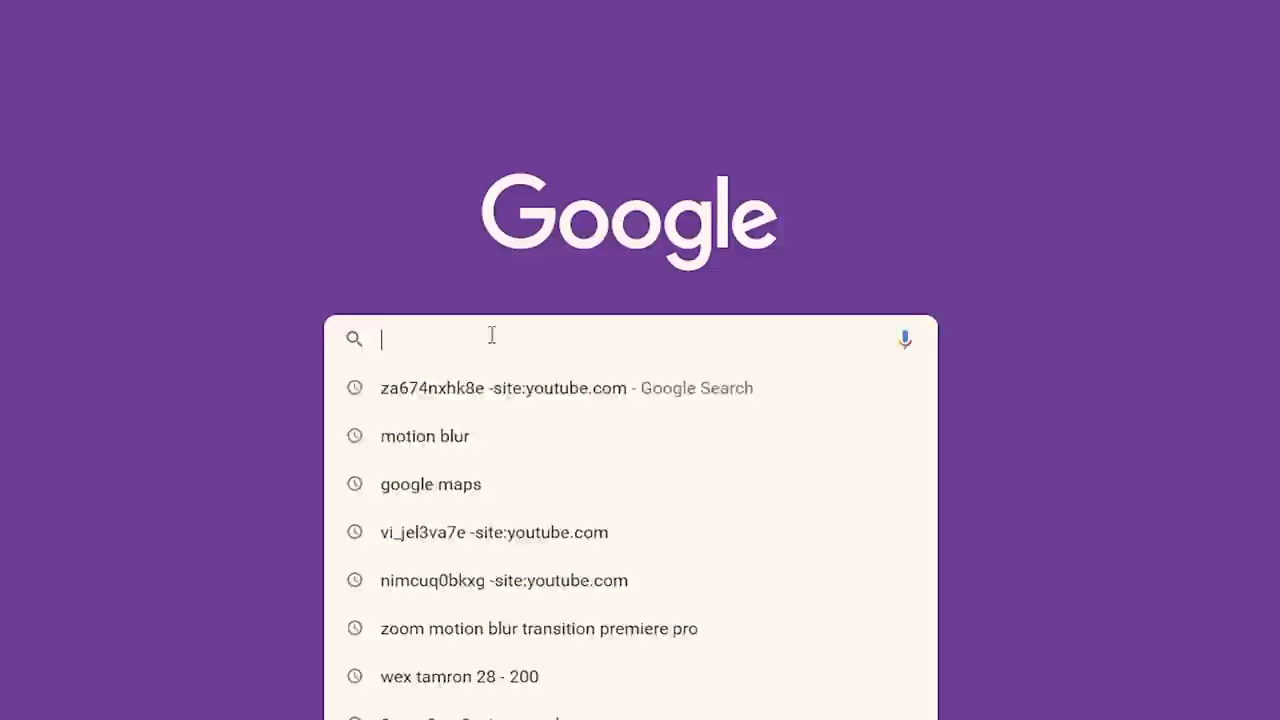 Google
za674nxhk8e -site:youtube.com - Google Search
motion blur
google maps
vi_jel3va7e -site:youtube.com
nimcuq0bkxg -site:youtube.com
zoom motion blur transition premiere pro
wex tamron 28 - 200